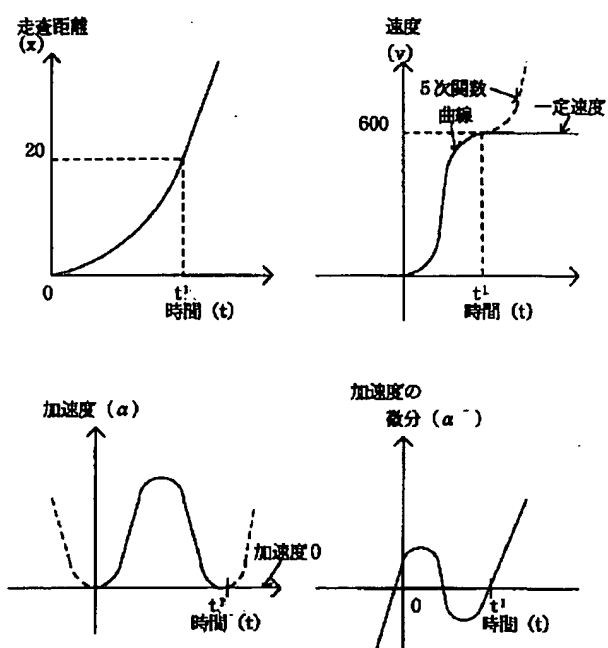 走査距離
(x)
20
0
t¹
時間 (t)
速度
(v)
5次関数
曲線
一定速度
600
t¹
時間 (t)
加速度 (α)
加速度0
t¹
時間 (t)
加速度の
微分 (α¯)
0
t¹
時間 (t)